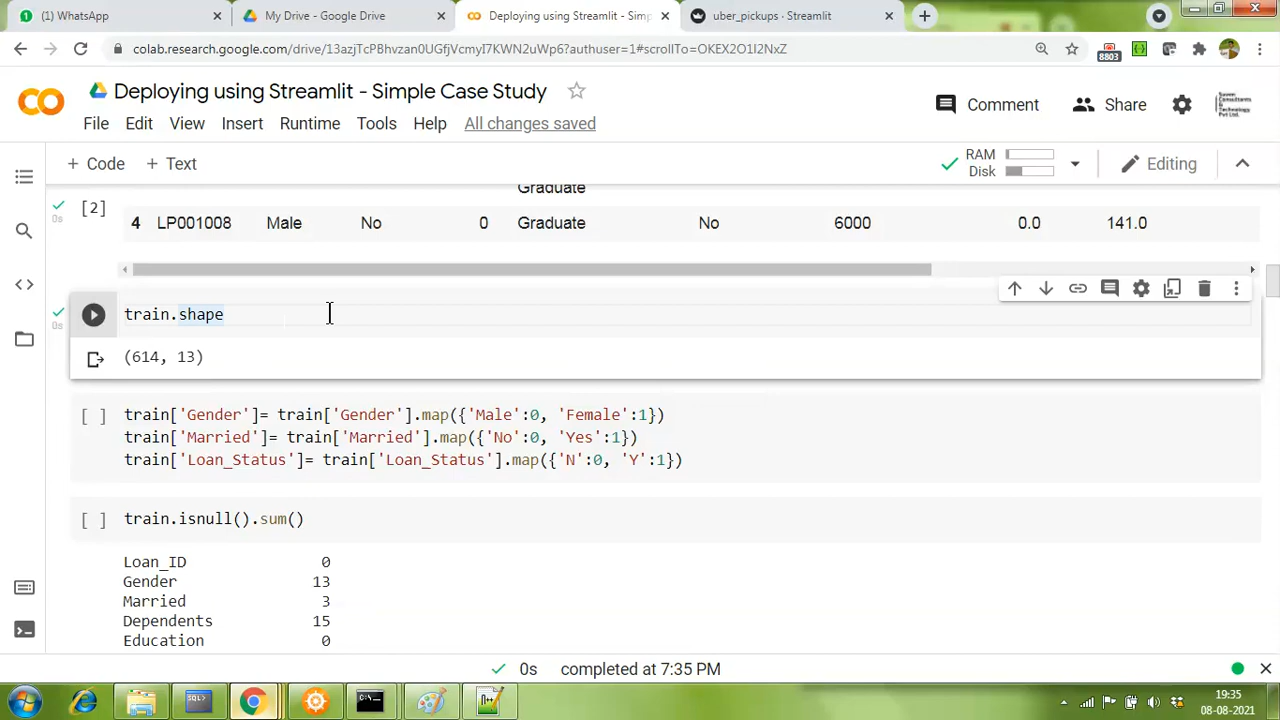 1 WhatsApp
My Drive - Google Drive
Deploying using Streamlit - Sim
uber_pickups · Streamlit
colab.research.google.com/drive/13azjTcPBhvzan0UGfjVcmyI7KWN2uWp6?authuser=1#scrollTo=OKEX2O1I2NxZ
8803
Deploying using Streamlit - Simple Case Study
Comment
Share
File Edit View Insert Runtime Tools Help All changes saved
+ Code + Text
RAM
Disk
Editing
Graduate
[2]
0s
4 LP001008 Male No 0 Graduate No 6000 0.0 141.0
train.shape
0s
(614, 13)
[ ] train['Gender']= train['Gender'].map({'Male':0, 'Female':1})
train['Married']= train['Married'].map({'No':0, 'Yes':1})
train['Loan_Status']= train['Loan_Status'].map({'N':0, 'Y':1})
[ ] train.isnull().sum()
Loan_ID 0
Gender 13
Married 3
Dependents 15
Education 0
0s completed at 7:35 PM
19:35
08-08-2021